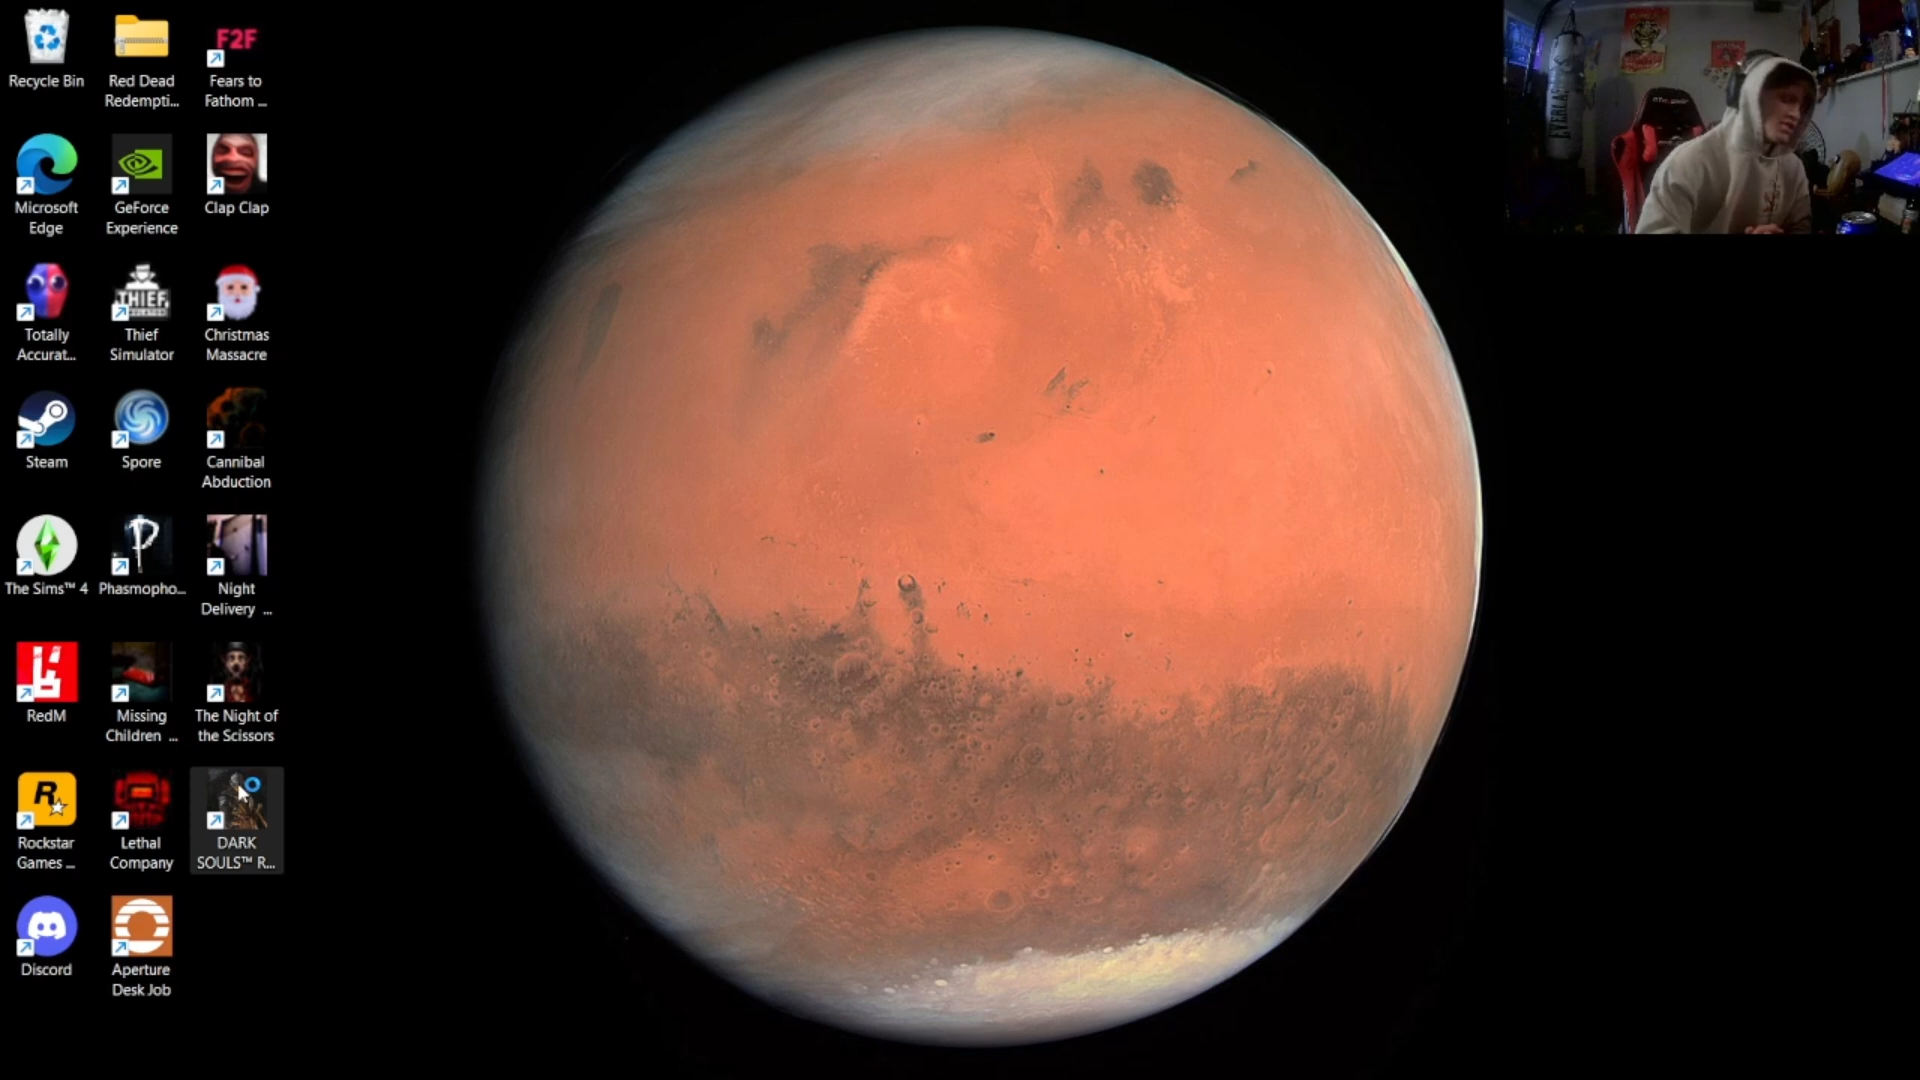 Recycle Bin
Red Dead
Redempti...
F2F
Fears to
Fathom ...
Microsoft
Edge
GeForce
Experience
Clap Clap
Totally
Accurat...
THIEF
Thief
Simulator
Christmas
Massacre
Steam
Spore
Cannibal
Abduction
The Sims™ 4
P
Phasmopho...
Night
Delivery ...
RedM
Missing
Children ...
The Night of
the Scissors
R
Rockstar
Games ...
Lethal
Company
DARK
SOULS™ R...
Discord
Aperture
Desk Job